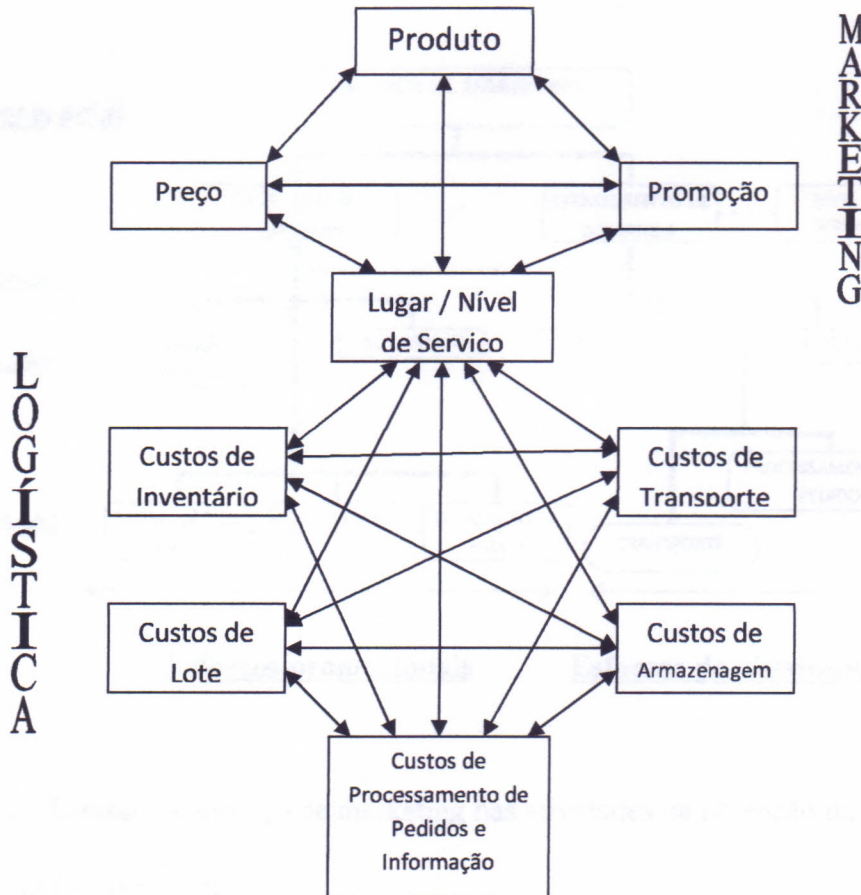 Produto
MARKETING
Preço
Promoção
Lugar / Nível
de Servico
LOGÍSTICA
Custos de
Inventário
Custos de
Transporte
Custos de
Lote
Custos de
Armazenagem
Custos de
Processamento de
Pedidos e
Informação